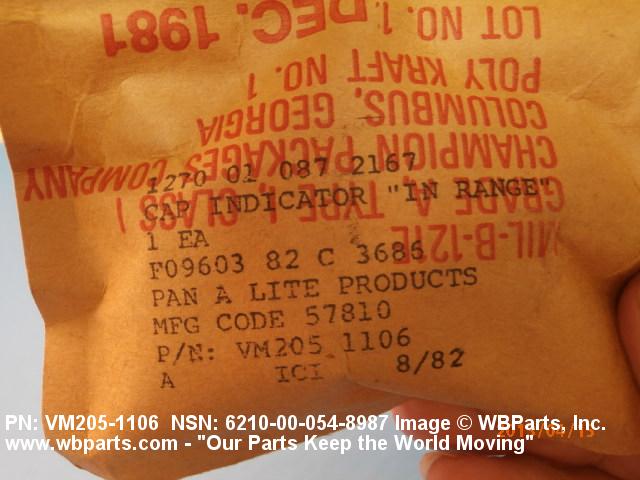 LOT NO. 1, DEC. 1981
POLY KRAFT NO. 1
COLUMBUS, GEORGIA
CHAMPION PACKAGES COMPANY
GRADE A, TYPE I, CLASS 1
MIL-B-121E
1270 01 087 2167
CAP INDICATOR "IN RANGE"
1 EA
F09603 82 C 3686
PAN A LITE PRODUCTS
MFG CODE 57810
P/N: VM205 1106
A ICI 8/82
PN: VM205-1106 NSN: 6210-00-054-8987 Image © WBParts, Inc.
www.wbparts.com - "Our Parts Keep the World Moving"